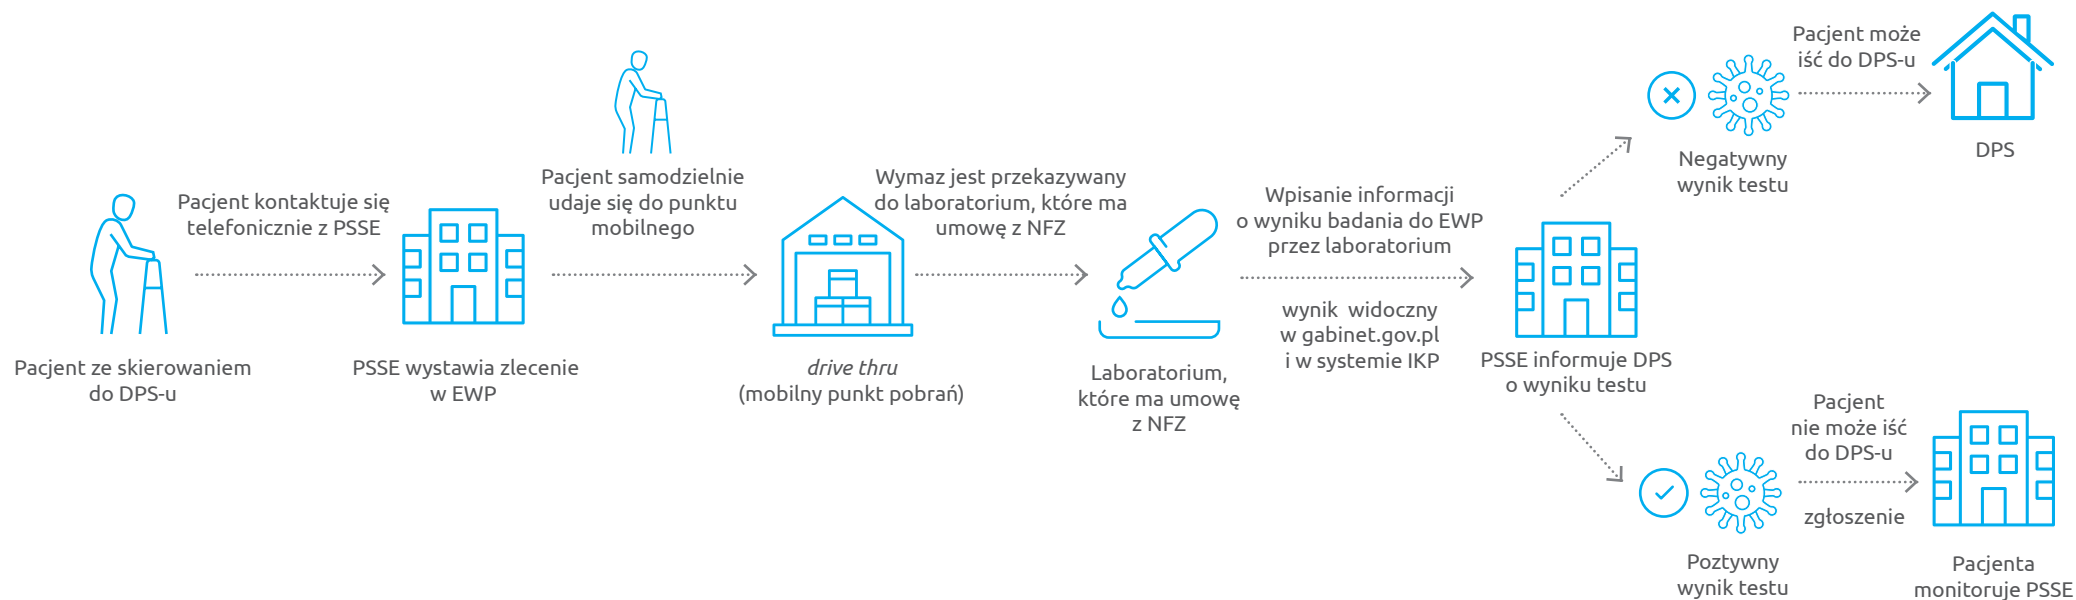 Pacjent ze skierowaniem
do DPS-u
Pacjent kontaktuje się
telefonicznie z PSSE
PSSE wystawia zlecenie
w EWP
Pacjent samodzielnie
udaje się do punktu
mobilnego
drive thru
(mobilny punkt pobrań)
Wymaz jest przekazywany
do laboratorium, które ma
umowę z NFZ
Laboratorium,
które ma umowę
z NFZ
Wpisanie informacji
o wyniku badania do EWP
przez laboratorium
wynik widoczny
w gabinet.gov.pl
i w systemie IKP
PSSE informuje DPS
o wyniku testu
Negatywny
wynik testu
Pacjent może
iść do DPS-u
DPS
Poztywny
wynik testu
Pacjent
nie może iść
do DPS-u
zgłoszenie
Pacjenta
monitoruje PSSE